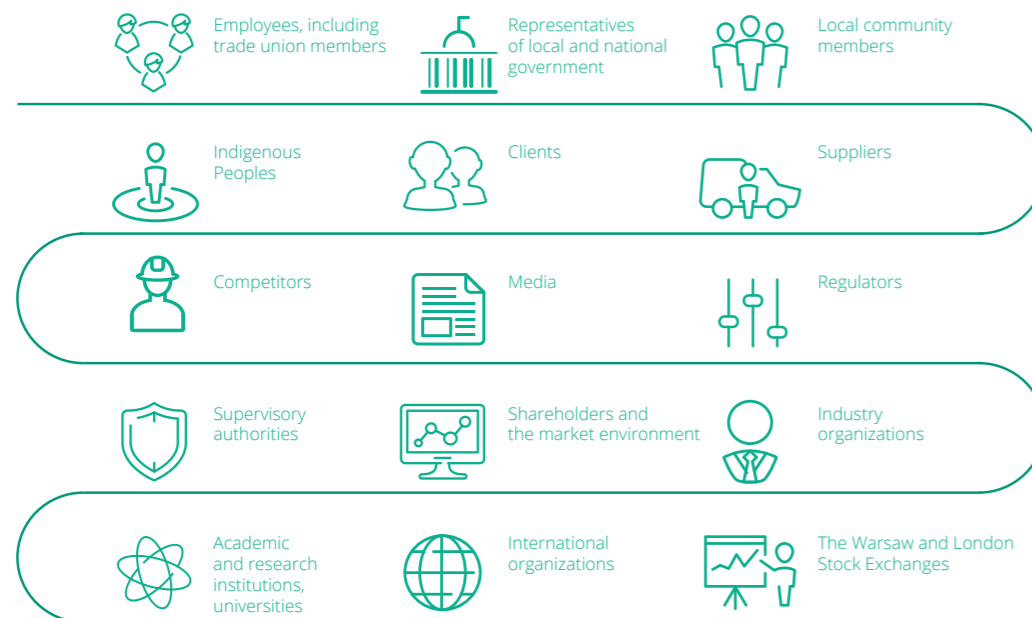 Employees, including
trade union members
Representatives
of local and national
government
Local community
members
Indigenous
Peoples
Clients
Suppliers
Competitors
Media
Regulators
Supervisory
authorities
Shareholders and
the market environment
Industry
organizations
Academic
and research
institutions,
universities
International
organizations
The Warsaw and London
Stock Exchanges